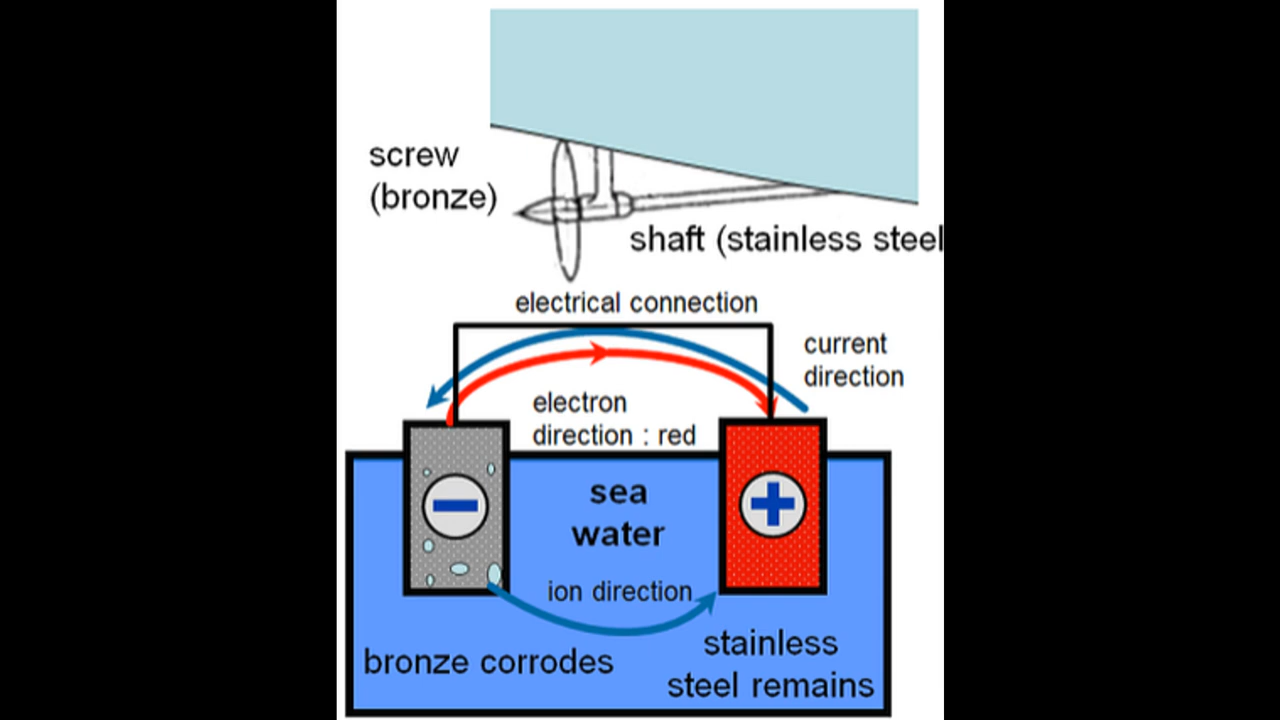 screw
(bronze)
shaft (stainless steel
electrical connection
current
direction
electron
direction : red
sea
water
ion direction
bronze corrodes
stainless
steel remains